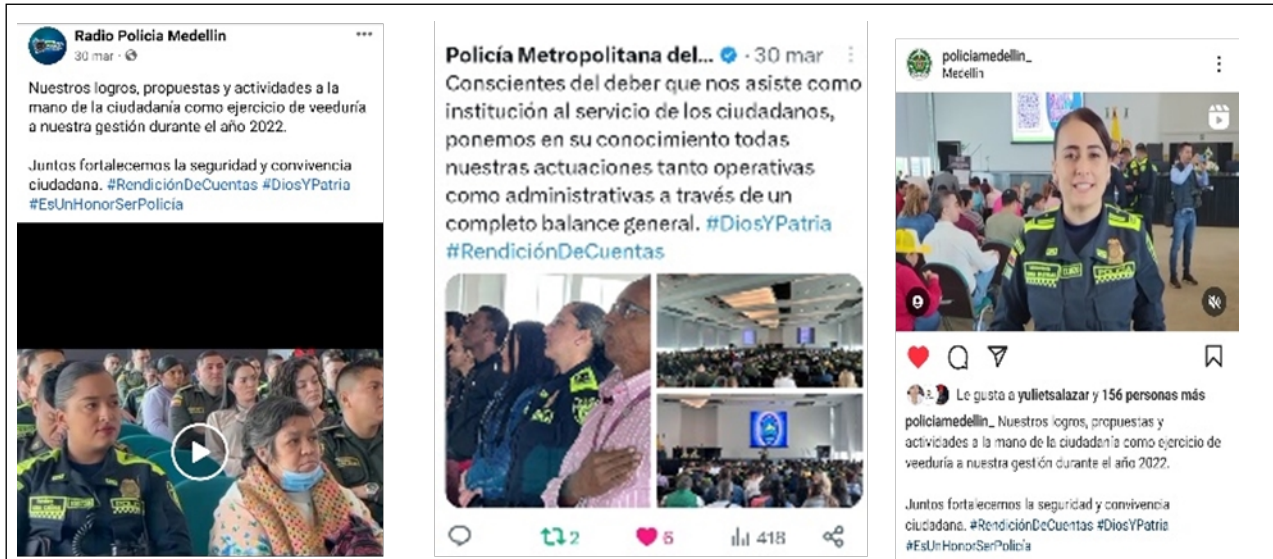 Radio Policia Medellin
30 mar
Nuestros logros, propuestas y actividades a la
mano de la ciudadanía como ejercicio de veeduría
a nuestra gestión durante el año 2022.
Juntos fortalecemos la seguridad y convivencia
ciudadana. #RendiciónDeCuentas #DiosYPatria
#EsUnHonorSerPolicía
Policía Metropolitana del... · 30 mar
Conscientes del deber que nos asiste como
institución al servicio de los ciudadanos,
ponemos en su conocimiento todas
nuestras actuaciones tanto operativas
como administrativas a través de un
completo balance general. #DiosYPatria
#RendiciónDeCuentas
2 6 418
policiamedellin_
Medellín
POLICÍA
Le gusta a yulietsalazar y 156 personas más
policiamedellin_ Nuestros logros, propuestas y
actividades a la mano de la ciudadanía como ejercicio de
veeduría a nuestra gestión durante el año 2022.
Juntos fortalecemos la seguridad y convivencia
ciudadana. #RendiciónDeCuentas #DiosYPatria
#EsUnHonorSerPolicía